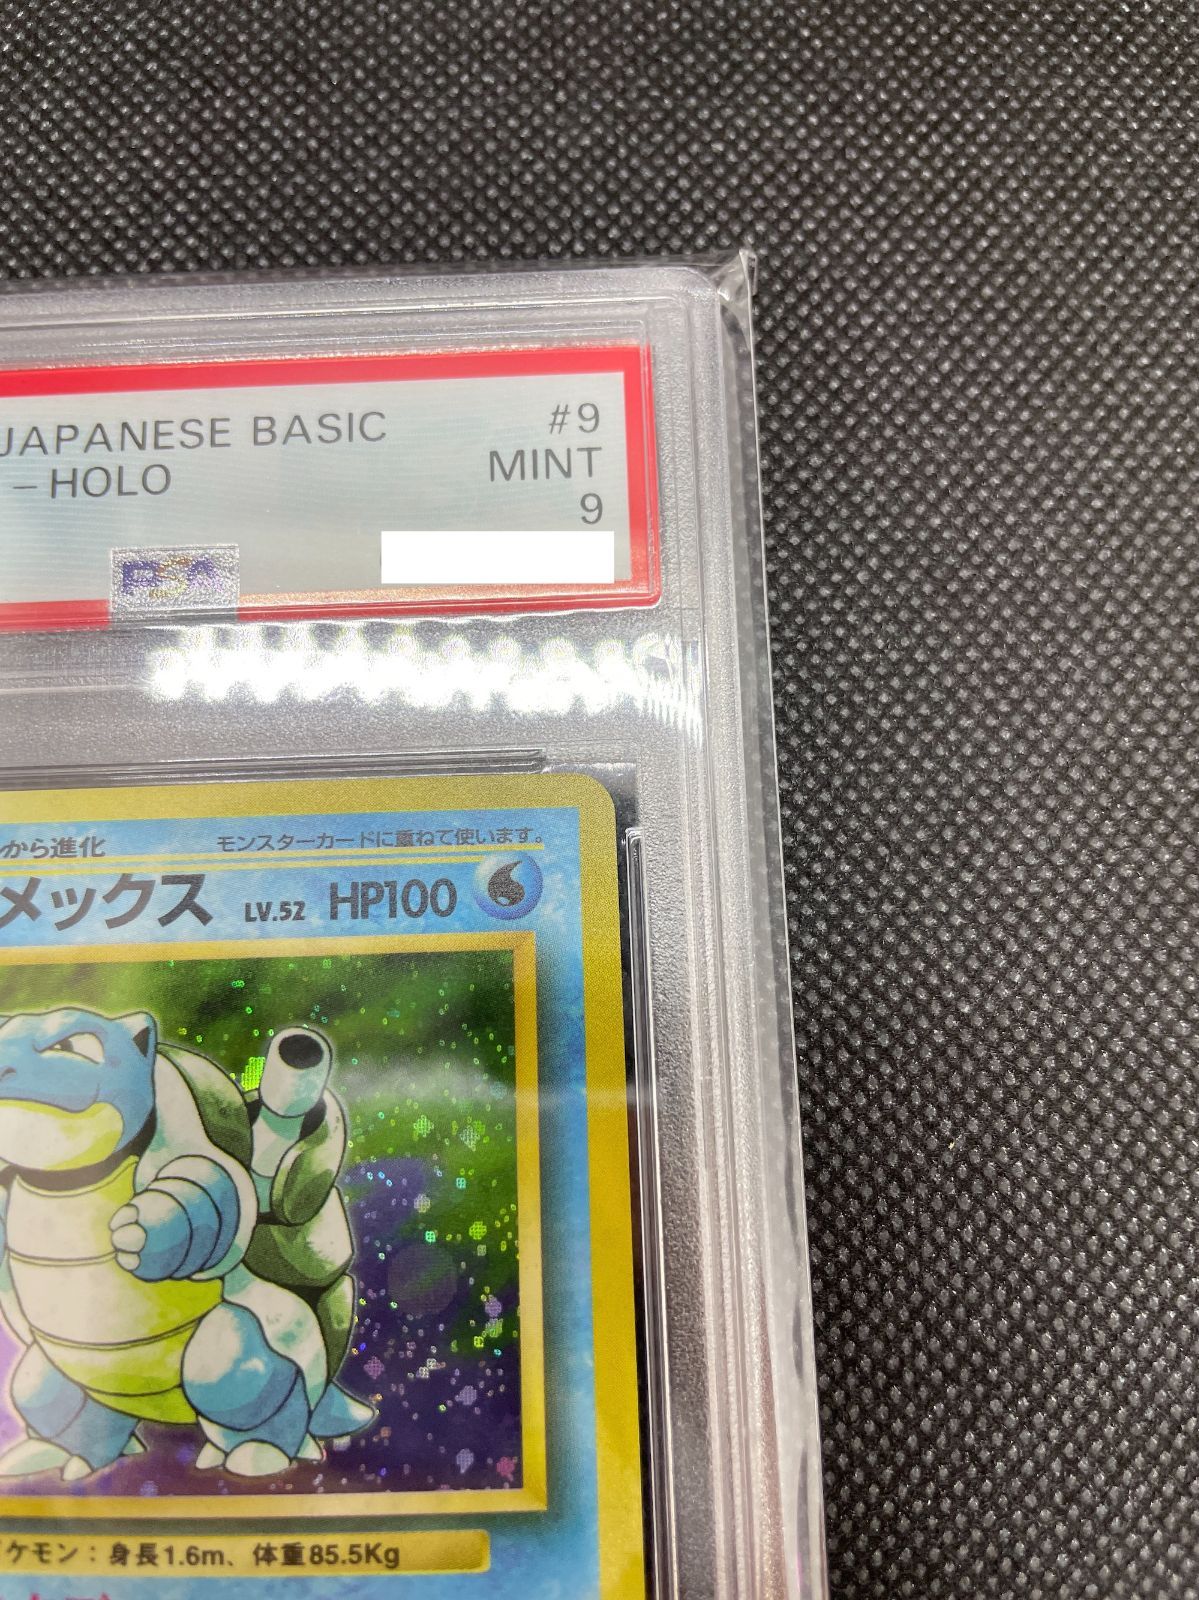 JAPANESE BASIC #9
-HOLO MINT
9
PSA
から進化 モンスターカードに重ねて使います。
メックス LV.52 HP100
ケモン：身長1.6m、体重85.5Kg